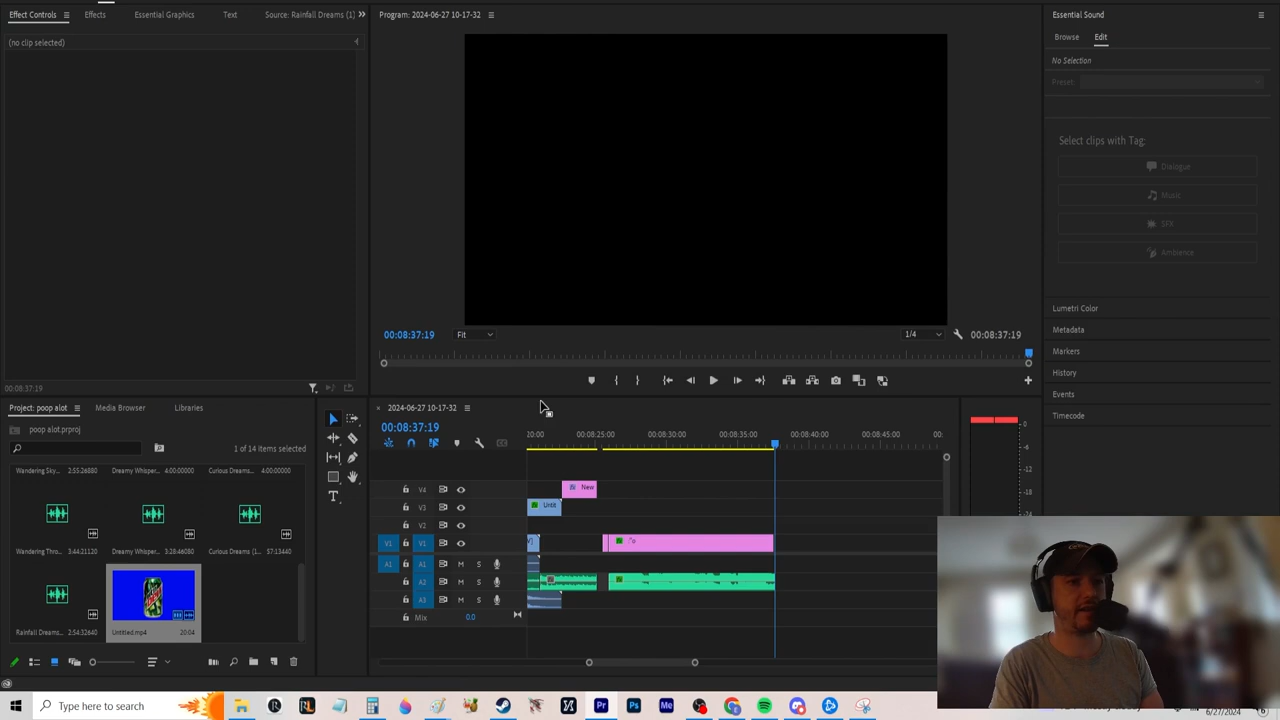 Effect Controls
Effects
Essential Graphics
Text
Source: Rainfall Dreams (1)
Program: 2024-06-27 10-17-32
Essential Sound
Browse
Edit
(no clip selected)
No Selection
Preset:
Select clips with Tag:
Dialogue
Music
SFX
Ambience
00:08:37:19
Fit
1/4
00:08:37:19
Lumetri Color
Metadata
Markers
History
Events
Timecode
00:08:37:19
Project: poop alot
Media Browser
Libraries
poop alot.prproj
1 of 14 items selected
Wandering Sky...
2:55:26880
Dreamy Whisper...
4:00:00000
Curious Dreams...
4:00:00000
Wandering Thro...
3:44:21120
Dreamy Whisper...
3:28:46080
Curious Dreams (1...
57:13440
Rainfall Dreams...
2:54:32640
Untitled.mp4
20:04
2024-06-27 10-17-32
00:08:37:19
20:00
00:08:25:00
00:08:30:00
00:08:35:00
00:08:40:00
00:08:45:00
00:
V4
New
V3
Untit
V2
V1
V1
A1
A1
M
S
A2
M
S
A3
M
S
Mix
0.0
0
-6
-12
-18
-24
Type here to search
6/27/2024